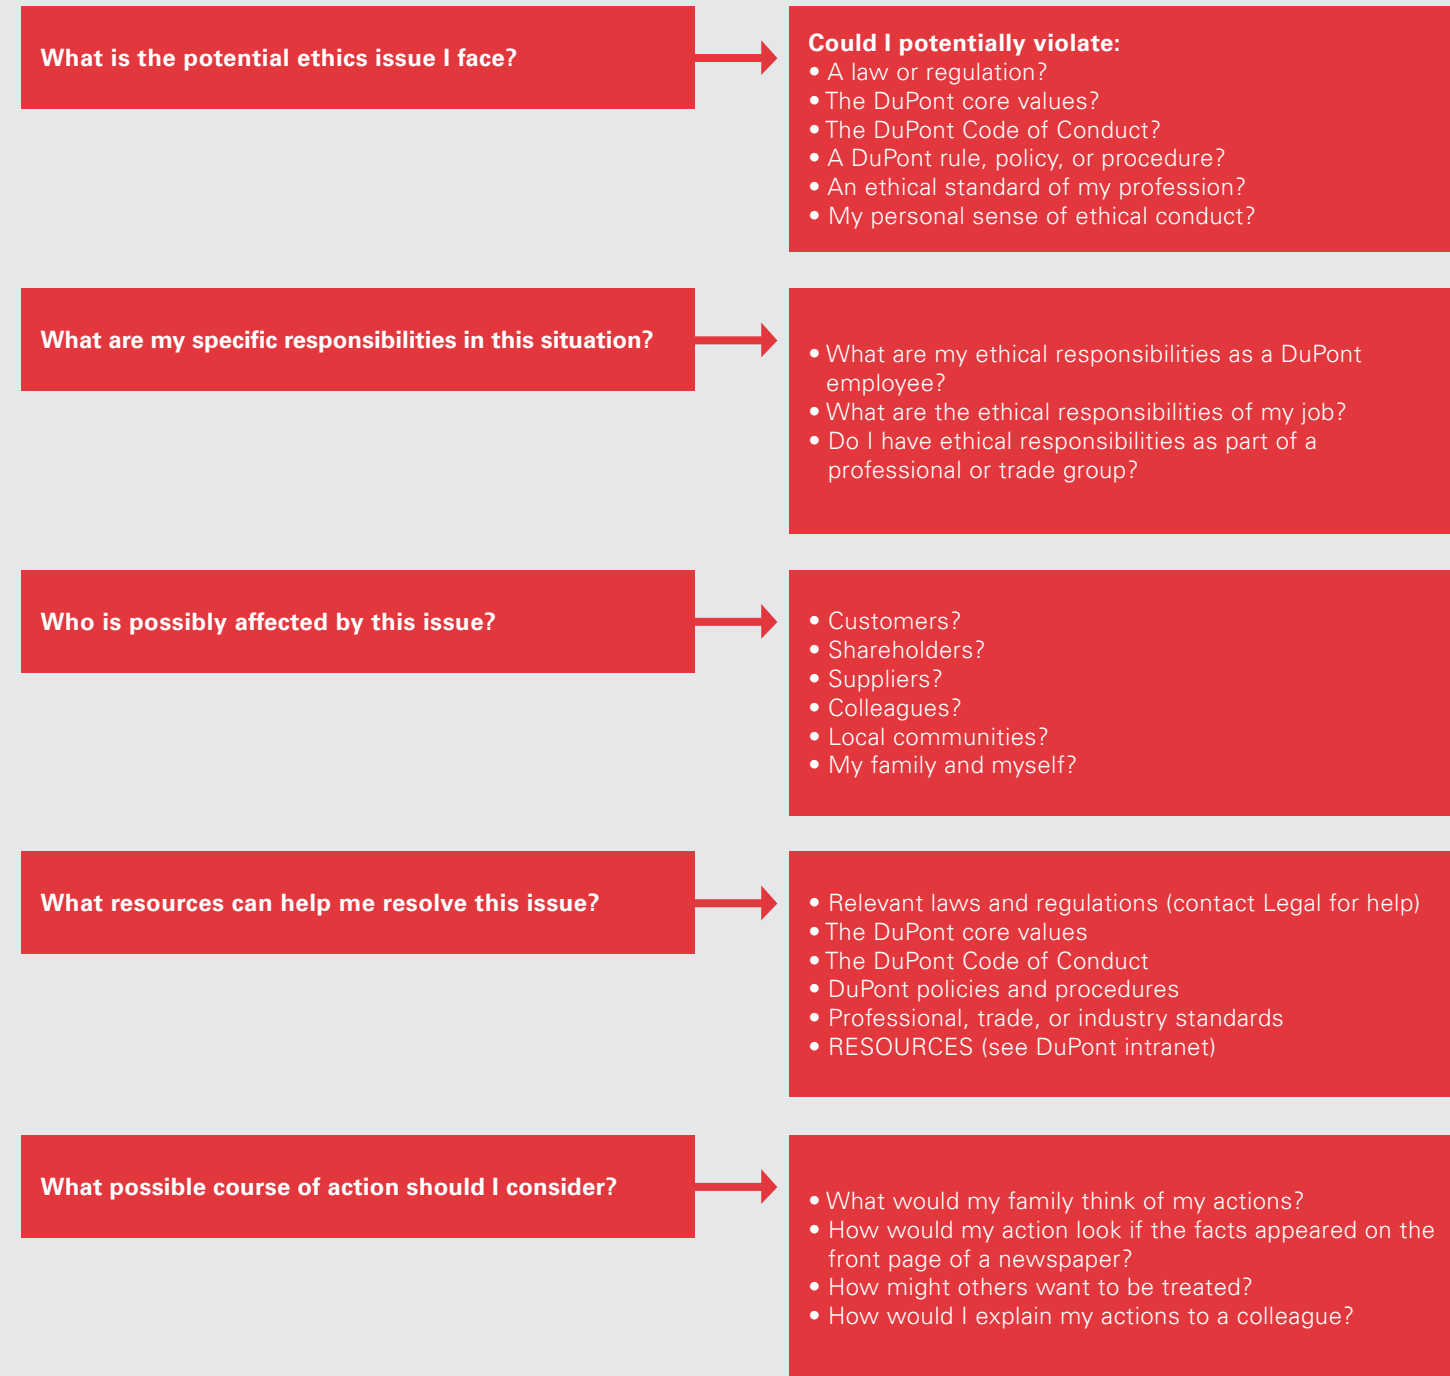 What is the potential ethics issue I face?
Could I potentially violate:
• A law or regulation?
• The DuPont core values?
• The DuPont Code of Conduct?
• A DuPont rule, policy, or procedure?
• An ethical standard of my profession?
• My personal sense of ethical conduct?
What are my specific responsibilities in this situation?
• What are my ethical responsibilities as a DuPont
employee?
• What are the ethical responsibilities of my job?
• Do I have ethical responsibilities as part of a
professional or trade group?
Who is possibly affected by this issue?
• Customers?
• Shareholders?
• Suppliers?
• Colleagues?
• Local communities?
• My family and myself?
What resources can help me resolve this issue?
• Relevant laws and regulations (contact Legal for help)
• The DuPont core values
• The DuPont Code of Conduct
• DuPont policies and procedures
• Professional, trade, or industry standards
• RESOURCES (see DuPont intranet)
What possible course of action should I consider?
• What would my family think of my actions?
• How would my action look if the facts appeared on the
front page of a newspaper?
• How might others want to be treated?
• How would I explain my actions to a colleague?